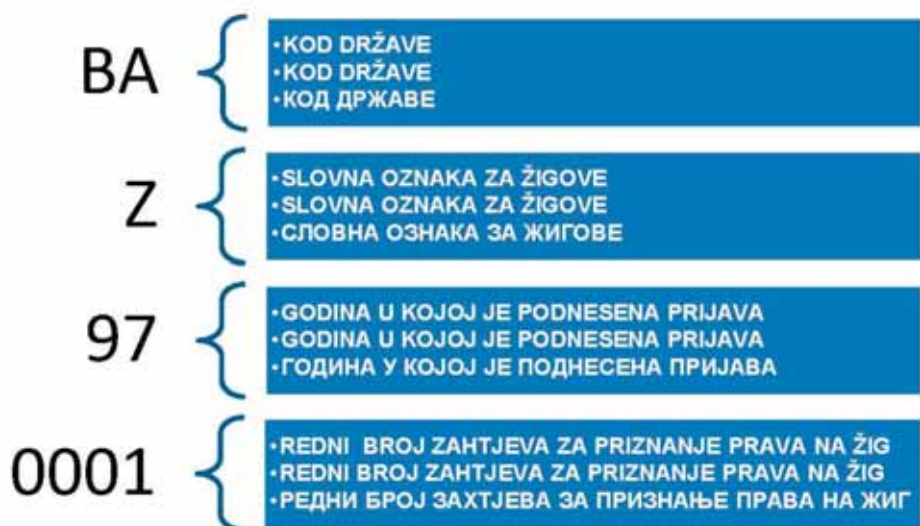 BA
•KOD DRŽAVE
•KOD DRŽAVE
•КОД ДРЖАВЕ
Z
•SLOVNA OZNAKA ZA ŽIGOVE
•SLOVNA OZNAKA ZA ŽIGOVE
•СЛОВНА ОЗНАКА ЗА ЖИГОВЕ
97
•GODINA U KOJOJ JE PODNESENA PRIJAVA
•GODINA U KOJOJ JE PODNESENA PRIJAVA
•ГОДИНА У КОЈОЈ ЈЕ ПОДНЕСЕНА ПРИЈАВА
0001
•REDNI BROJ ZAHTJEVA ZA PRIZNANJE PRAVA NA ŽIG
•REDNI BROJ ZAHTJEVA ZA PRIZNANJE PRAVA NA ŽIG
•РЕДНИ БРОЈ ЗАХТЈЕВА ЗА ПРИЗНАЊЕ ПРАВА НА ЖИГ